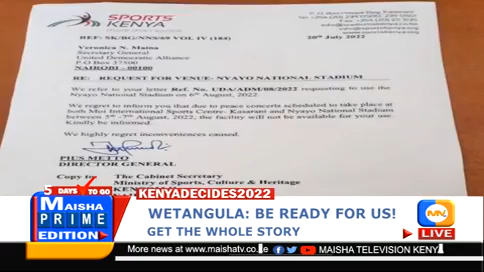 SPORTS
KENYA
REF: SK/BG/NNS/69 VOL IV (184)
20th July 2022
Veronica N. Maina
Secretary General
United Democratic Alliance
P O Box 37500
NAIROBI - 00100
RE: REQUEST FOR VENUE- NYAYO NATIONAL STADIUM
We refer to your letter Ref. No. UDA/ADM/08/2022 requesting to use the
Nyayo National Stadium on 6th August, 2022.
We regret to inform you that due to peace concerts scheduled to take place at
both Moi International Sports Centre, Kasarani and Nyayo National Stadium
between 5th -7th August, 2022, the facility will not be available for your use.
Kindly be informed
We highly regret inconveniences caused.
PIUS METTO
DIRECTOR GENERAL
Copy to: The Cabinet Secretary
Ministry of Sports, Culture & Heritage
5 DAYS TO GO
KENYADECIDES2022
MAISHA
PRIME
EDITION
WETANGULA: BE READY FOR US!
GET THE WHOLE STORY
LIVE
More news @ www.maishatv.co.ke
MAISHA TELEVISION KENY